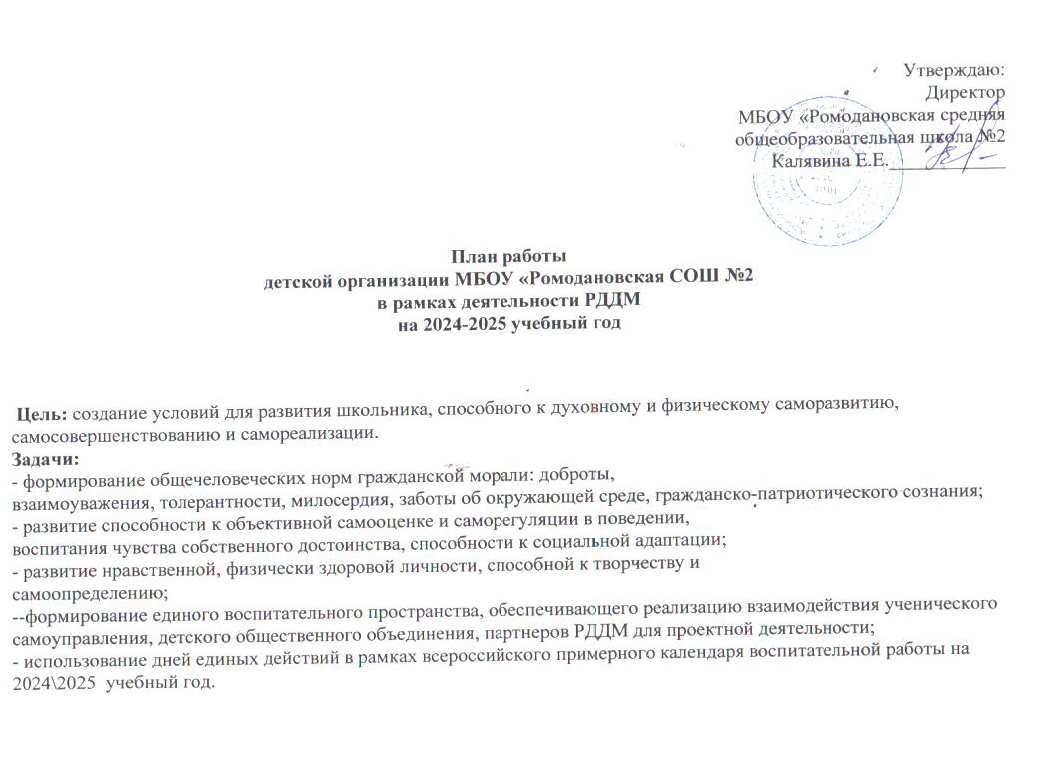 Утверждаю:
Директор
МБОУ «Ромодановская средняя
общеобразовательная школа №2
Калявина Е.Е.____________
План работы
детской организации МБОУ «Ромодановская СОШ №2
в рамках деятельности РДДМ
на 2024-2025 учебный год
Цель: создание условий для развития школьника, способного к духовному и физическому саморазвитию,
самосовершенствованию и самореализации.
Задачи:
- формирование общечеловеческих норм гражданской морали: доброты,
взаимоуважения, толерантности, милосердия, заботы об окружающей среде, гражданско-патриотического сознания;
- развитие способности к объективной самооценке и саморегуляции в поведении,
воспитания чувства собственного достоинства, способности к социальной адаптации;
- развитие нравственной, физически здоровой личности, способной к творчеству и
самоопределению;
--формирование единого воспитательного пространства, обеспечивающего реализацию взаимодействия ученического
самоуправления, детского общественного объединения, партнеров РДДМ для проектной деятельности;
- использование дней единых действий в рамках всероссийского примерного календаря воспитательной работы на
2024\2025 учебный год.